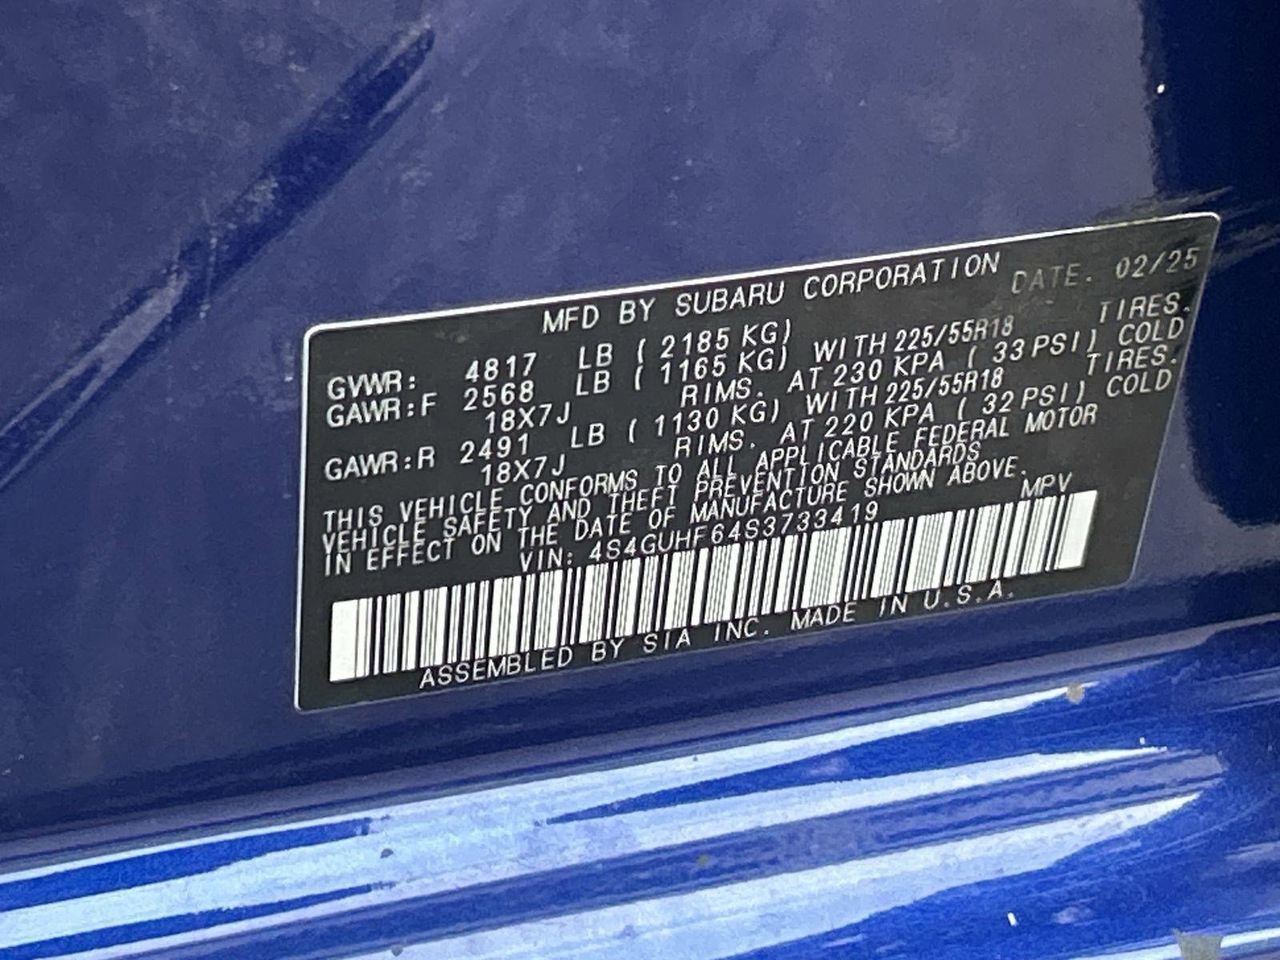 MFD BY SUBARU CORPORATION DATE. 02/25
GVWR: 4817 LB ( 2185 KG)
GAWR:F 2568 LB ( 1165 KG) WITH 225/55R18 TIRES.
18X7J RIMS. AT 230 KPA ( 33 PSI) COLD
GAWR:R 2491 LB ( 1130 KG) WITH 225/55R18 TIRES.
18X7J RIMS. AT 220 KPA ( 32 PSI) COLD
THIS VEHICLE CONFORMS TO ALL APPLICABLE FEDERAL MOTOR
VEHICLE SAFETY AND THEFT PREVENTION STANDARDS
IN EFFECT ON THE DATE OF MANUFACTURE SHOWN ABOVE.
VIN: 4S4GUHF64S3733419 MPV
ASSEMBLED BY SIA INC. MADE IN U.S.A.